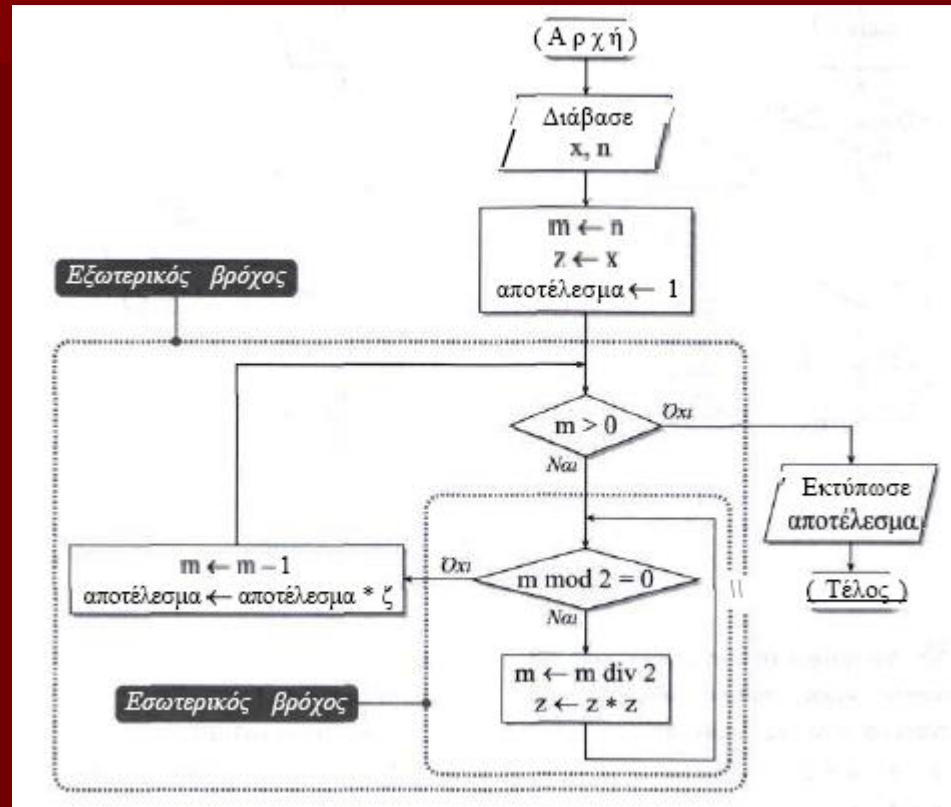 ( Α ρ χ ή )
Διάβασε
x, n
m ← n
z ← x
αποτέλεσμα ← 1
Εξωτερικός βρόχος
m > 0
Όχι
Ναι
Εκτύπωσε
αποτέλεσμα
( Τέλος )
m mod 2 = 0
Όχι
Ναι
m ← m – 1
αποτέλεσμα ← αποτέλεσμα * ζ
m ← m div 2
z ← z * z
Εσωτερικός βρόχος